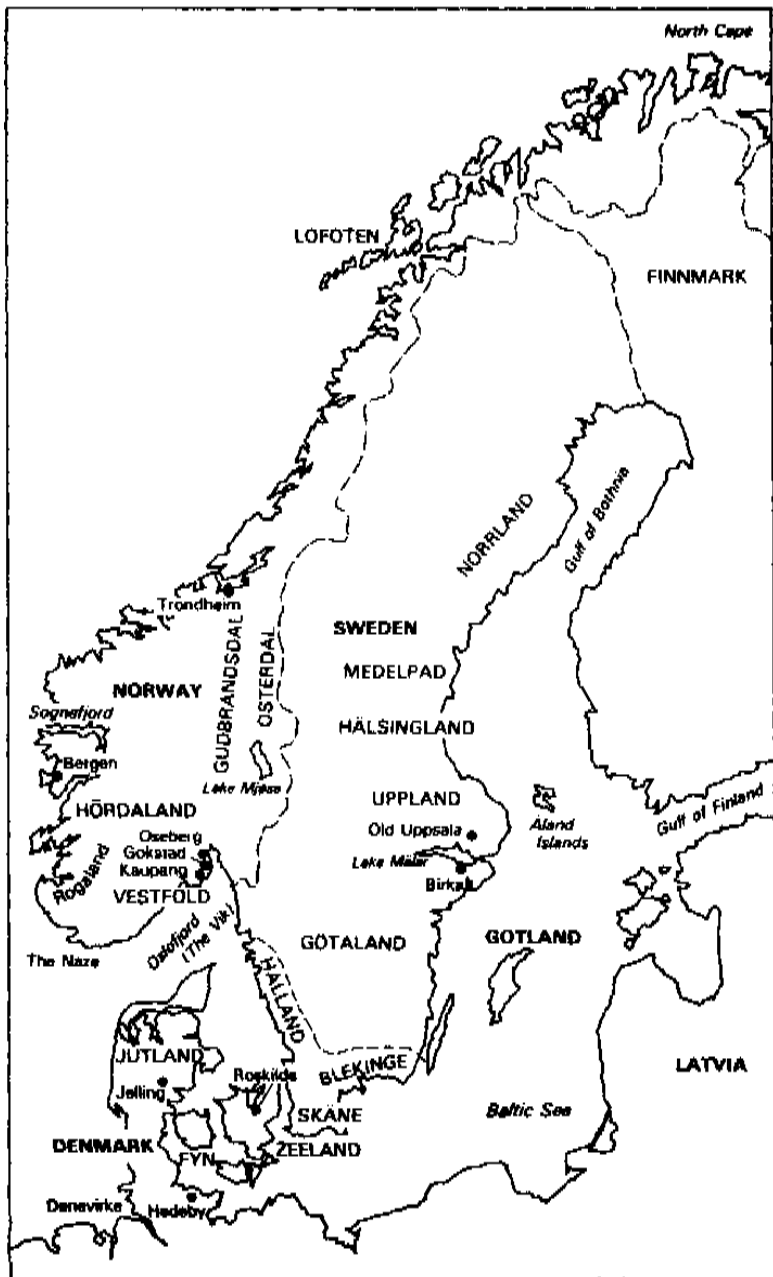 North Cape
LOFOTEN
FINNMARK
NORRLAND
Gulf of Bothnia
Trondheim
SWEDEN
GUDBRANDSDAL
OSTERDAL
MEDELPAD
NORWAY
Sognefjord
HÄLSINGLAND
Bergen
Lake Mjøsa
UPPLAND
HÖRDALAND
Åland
Islands
Gulf of Finland
Oseberg
Old Uppsala
Gokstad
Lake Mälar
Kaupang
Rogaland
Birka
VESTFOLD
Oslofjord
(The Vik)
GÖTALAND
GOTLAND
The Naze
HALLAND
JUTLAND
BLEKINGE
LATVIA
Roskilde
Jelling
SKÄNE
Baltic Sea
DENMARK
FYN
ZEELAND
Danevirke
Hedeby